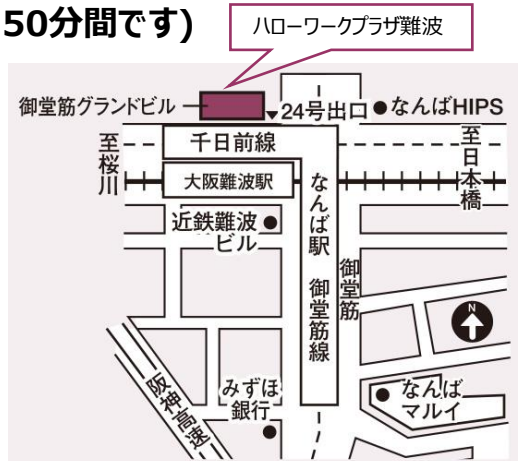 50分間です)
ハローワークプラザ難波
御堂筋グランドビル
24号出口
なんばHIPS
至桜川
千日前線
至日本橋
大阪難波駅
なんば駅 御堂筋線
近鉄難波
ビル
御堂筋
N
阪神高速
みずほ
銀行
なんば
マルイ